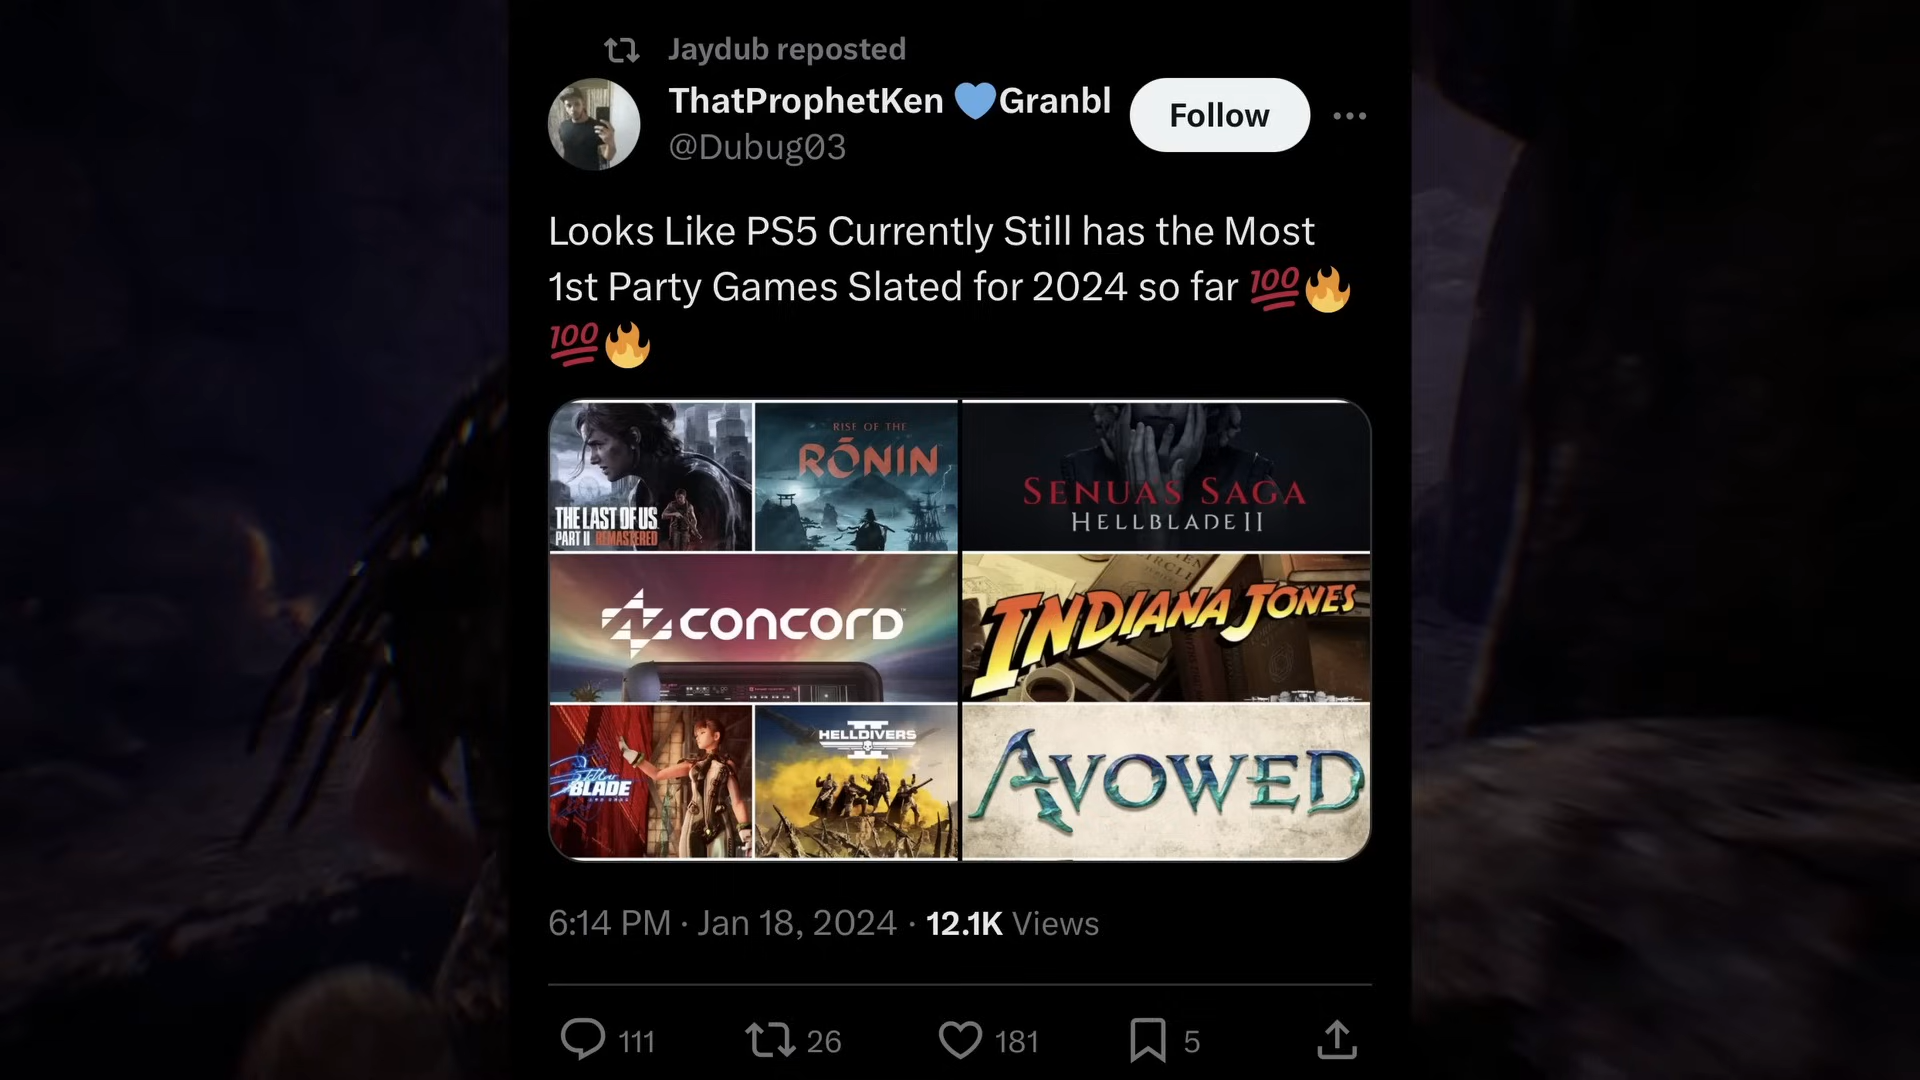 Jaydub reposted
ThatProphetKen 💙Granbl
Follow
@Dubug03
Looks Like PS5 Currently Still has the Most
1st Party Games Slated for 2024 so far 💯🔥
💯🔥
THE LAST OF US
PART II REMASTERED
RISE OF THE
RŌNIN
SENUAS SAGA
HELLBLADE II
CONCORD™
INDIANA JONES
Stellar
BLADE
HELLDIVERS
II
AVOWED
6:14 PM · Jan 18, 2024 · 12.1K Views
111
26
181
5